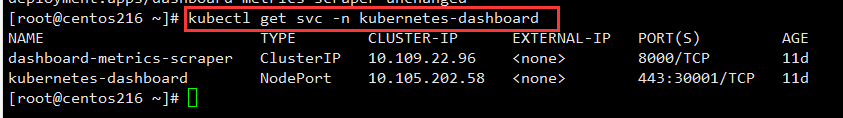 deployment.apps/dashboard-metrics-scraper unchanged
[root@centos216 ~]# kubectl get svc -n kubernetes-dashboard
NAME TYPE CLUSTER-IP EXTERNAL-IP PORT(S) AGE
dashboard-metrics-scraper ClusterIP 10.109.22.96 <none> 8000/TCP 11d
kubernetes-dashboard NodePort 10.105.202.58 <none> 443:30001/TCP 11d
[root@centos216 ~]#